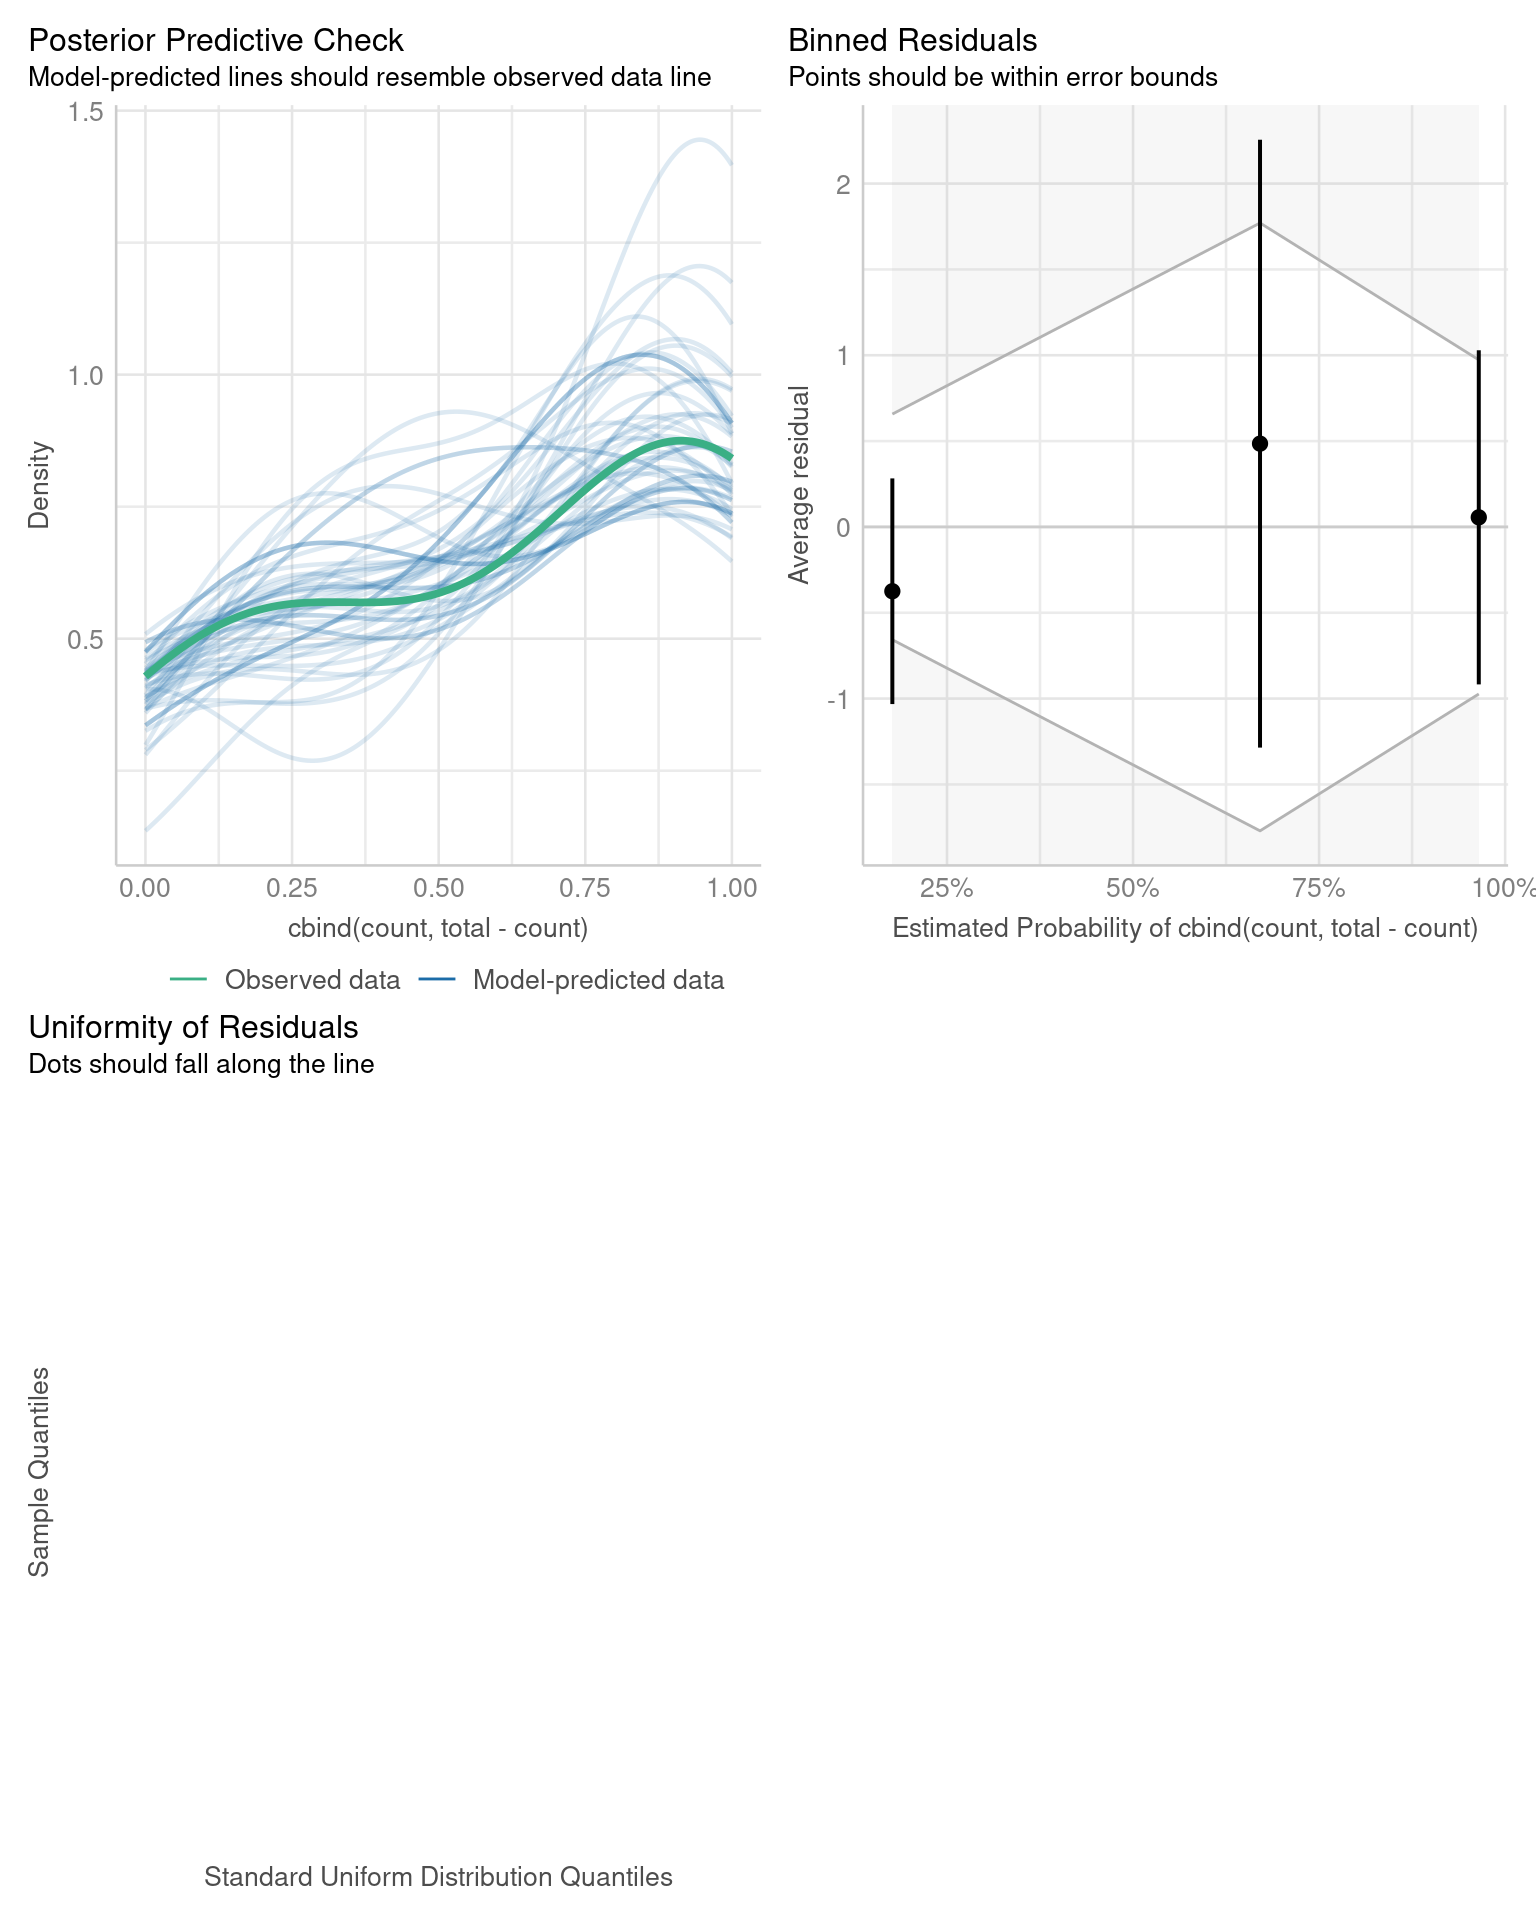 Posterior Predictive Check
Model-predicted lines should resemble observed data line
1.5
1.0
0.5
Density
0.00 0.25 0.50 0.75 1.00
cbind(count, total - count)
Observed data Model-predicted data
Binned Residuals
Points should be within error bounds
2
1
0
-1
Average residual
25% 50% 75% 100%
Estimated Probability of cbind(count, total - count)
Uniformity of Residuals
Dots should fall along the line
Sample Quantiles
Standard Uniform Distribution Quantiles